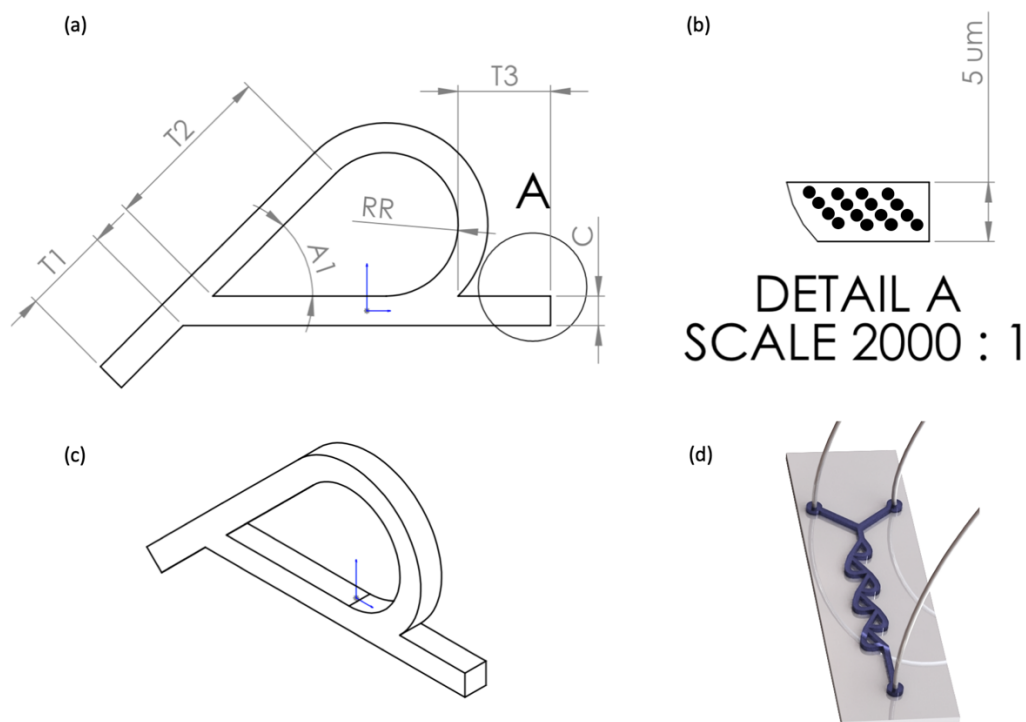 (a)
T3
T2
A
RR
C
A1
T1
(b)
5 um
DETAIL A
SCALE 2000 : 1
(c)
(d)